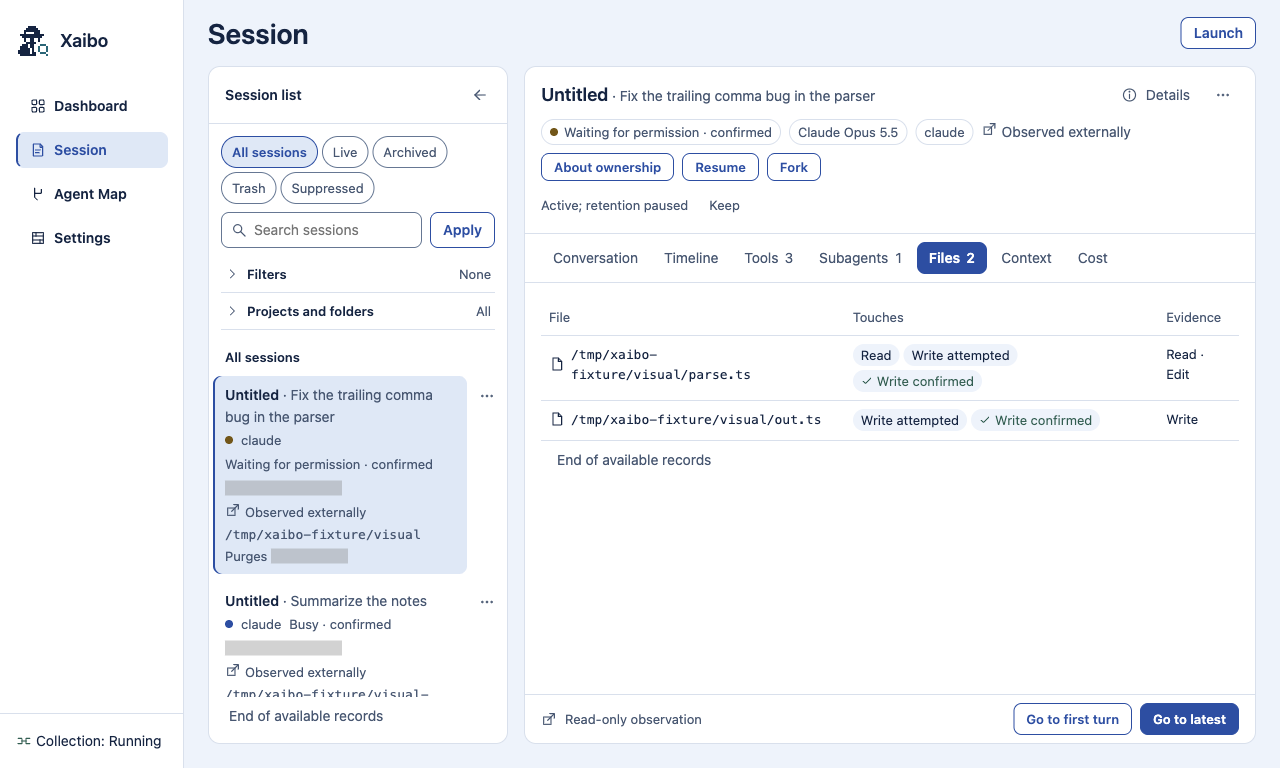 Xaibo
Dashboard
Session
Agent Map
Settings
Collection: Running
Session
Launch
Session list
All sessions
Live
Archived
Trash
Suppressed
Search sessions
Apply
Filters
None
Projects and folders
All
All sessions
Untitled · Fix the trailing comma
bug in the parser
claude
Waiting for permission · confirmed
Observed externally
/tmp/xaibo-fixture/visual
Purges
Untitled · Summarize the notes
claude Busy · confirmed
Observed externally
/tmp/xaibo-fixture/visual-
End of available records
Untitled · Fix the trailing comma bug in the parser
Details
Waiting for permission · confirmed
Claude Opus 5.5
claude
Observed externally
About ownership
Resume
Fork
Active; retention paused
Keep
Conversation
Timeline
Tools 3
Subagents 1
Files 2
Context
Cost
File
Touches
Evidence
/tmp/xaibo-
fixture/visual/parse.ts
Read
Write attempted
Write confirmed
Read ·
Edit
/tmp/xaibo-fixture/visual/out.ts
Write attempted
Write confirmed
Write
End of available records
Read-only observation
Go to first turn
Go to latest